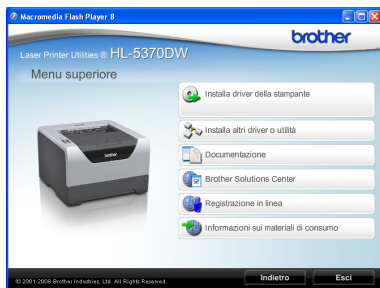 Macromedia Flash Player 8
brother
Laser Printer Utilities ® HL-5370DW
Menu superiore
Installa driver della stampante
Installa altri driver o utilità
Documentazione
Brother Solutions Center
Registrazione in linea
Informazioni sui materiali di consumo
brother
© 2001-2008 Brother Industries, Ltd. All Rights Reserved.
Indietro
Esci